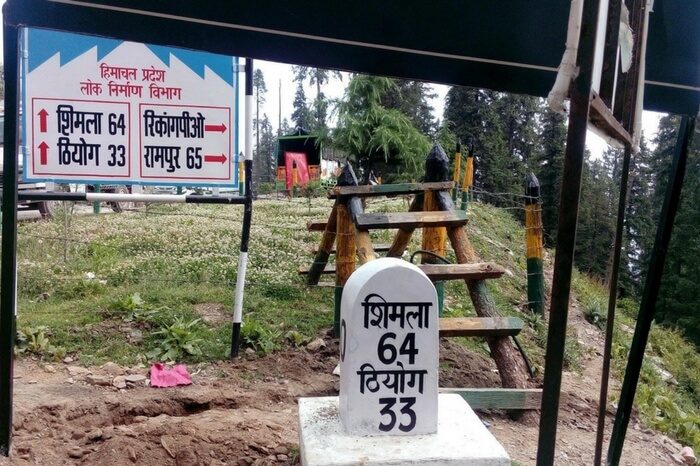 हिमाचल प्रदेश
लोक निर्माण विभाग
↑ शिमला 64
↑ ठियोग 33
रिकांगपीओ →
रामपुर 65 →
शिमला
64
ठियोग
33